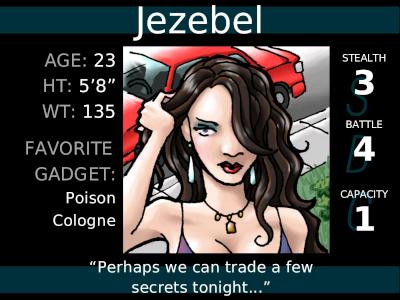 Jezebel
AGE: 23
HT: 5’8”
WT: 135
FAVORITE
GADGET:
Poison
Cologne
STEALTH
3
S
BATTLE
4
B
CAPACITY
1
C
“Perhaps we can trade a few
secrets tonight...”